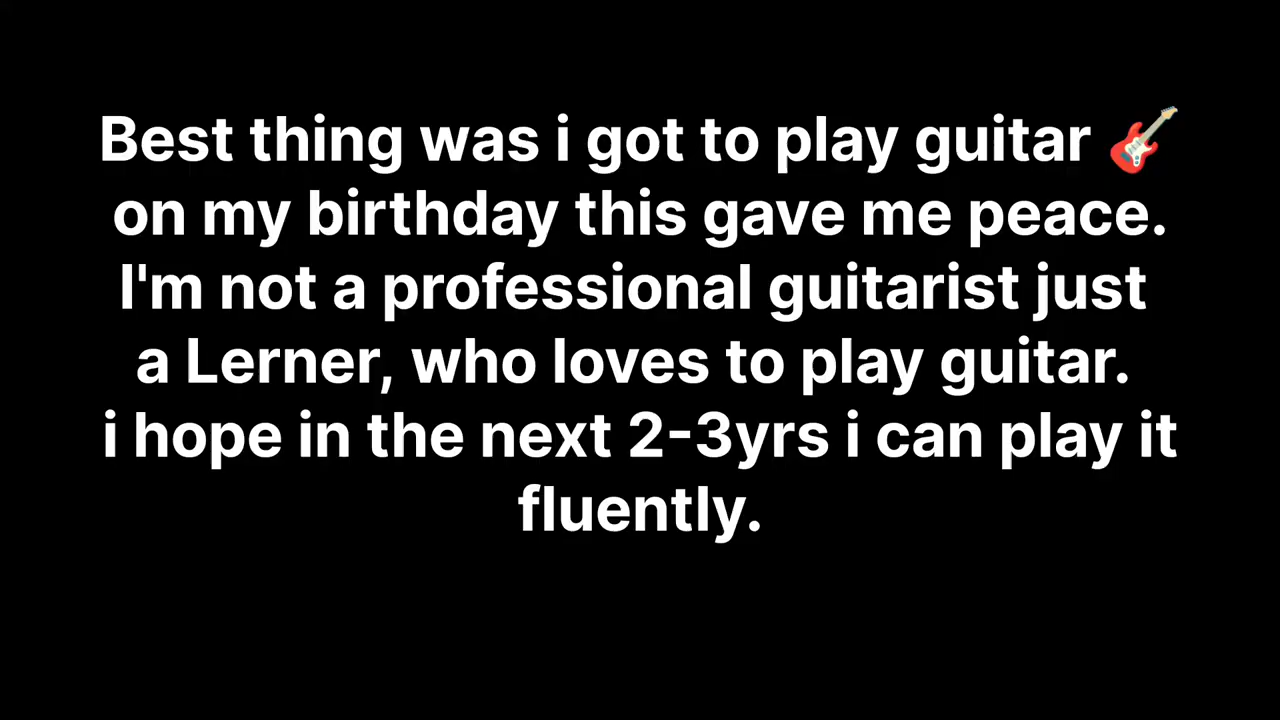 Best thing was i got to play guitar 🎸
on my birthday this gave me peace.
I'm not a professional guitarist just
a Lerner, who loves to play guitar.
i hope in the next 2-3yrs i can play it
fluently.